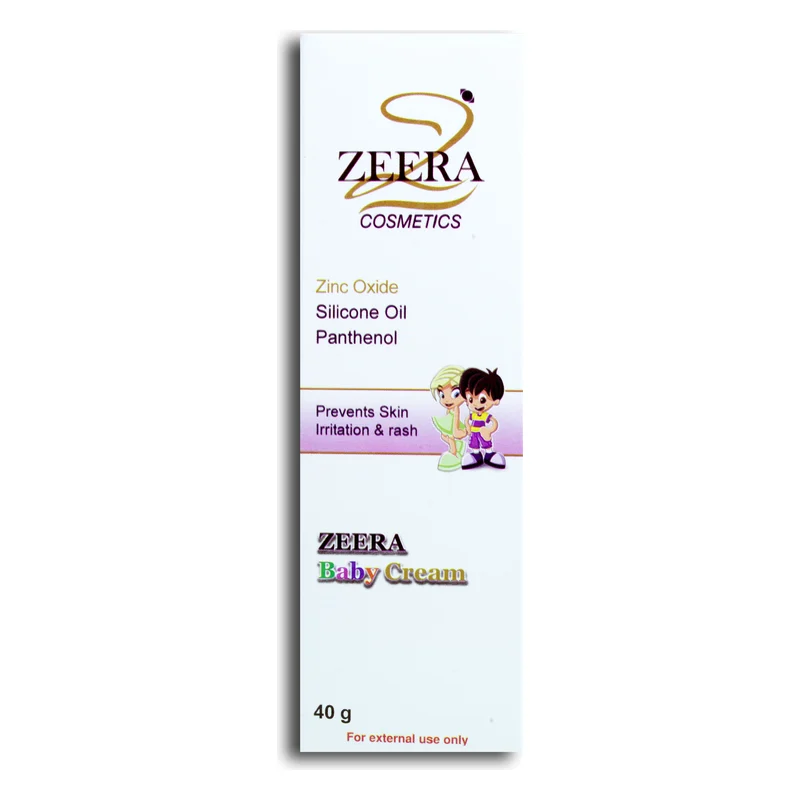 ZEERA
COSMETICS
Zinc Oxide
Silicone Oil
Panthenol
Prevents Skin
Irritation & rash
ZEERA
Baby Cream
40 g
For external use only